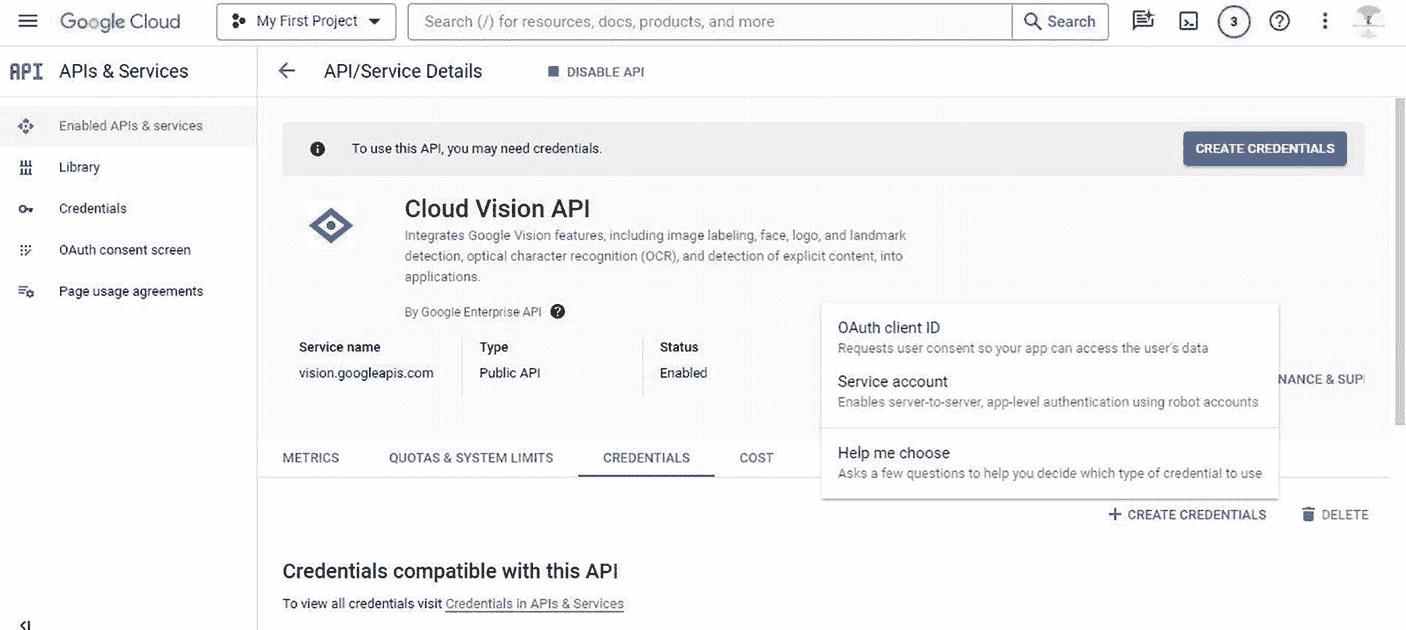 Google Cloud
My First Project
Search (/) for resources, docs, products, and more
Search
3
API
APIs & Services
API/Service Details
DISABLE API
Enabled APIs & services
Library
Credentials
OAuth consent screen
Page usage agreements
To use this API, you may need credentials.
CREATE CREDENTIALS
Cloud Vision API
Integrates Google Vision features, including image labeling, face, logo, and landmark
detection, optical character recognition (OCR), and detection of explicit content, into
applications.
By Google Enterprise API
Service name
vision.googleapis.com
Type
Public API
Status
Enabled
OAuth client ID
Requests user consent so your app can access the user's data
Service account
Enables server-to-server, app-level authentication using robot accounts
Help me choose
Asks a few questions to help you decide which type of credential to use
NANCE & SUP
METRICS
QUOTAS & SYSTEM LIMITS
CREDENTIALS
COST
+ CREATE CREDENTIALS
DELETE
Credentials compatible with this API
To view all credentials visit Credentials in APIs & Services